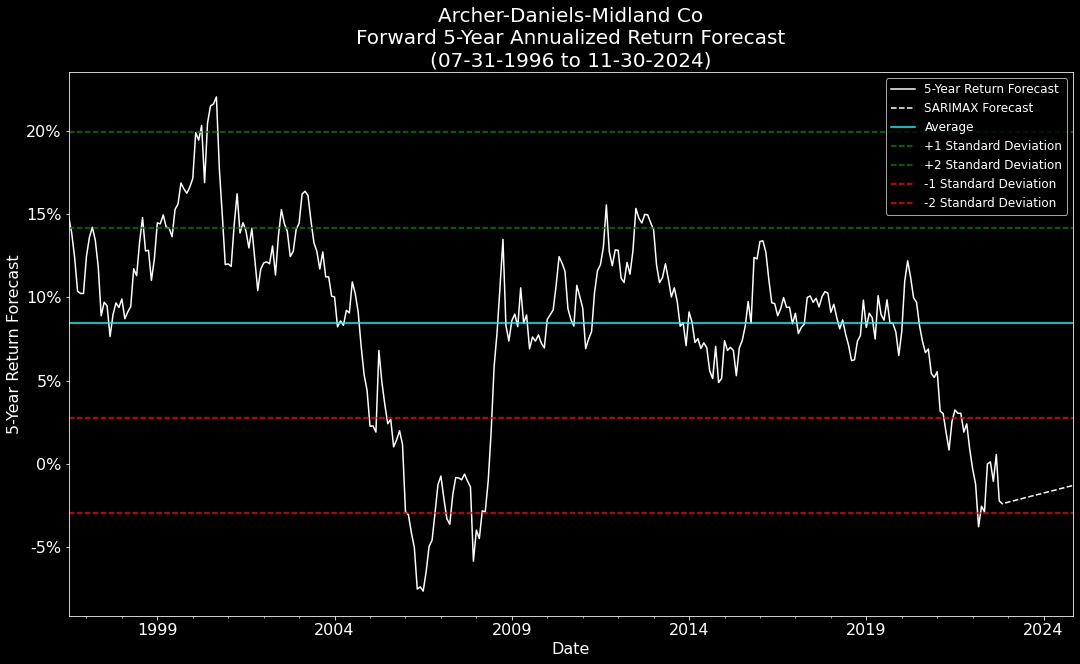 Archer-Daniels-Midland Co
Forward 5-Year Annualized Return Forecast
(07-31-1996 to 11-30-2024)
5-Year Return Forecast
SARIMAX Forecast
Average
+1 Standard Deviation
+2 Standard Deviation
-1 Standard Deviation
-2 Standard Deviation
5-Year Return Forecast
20%
15%
10%
5%
0%
-5%
1999
2004
2009
2014
2019
2024
Date